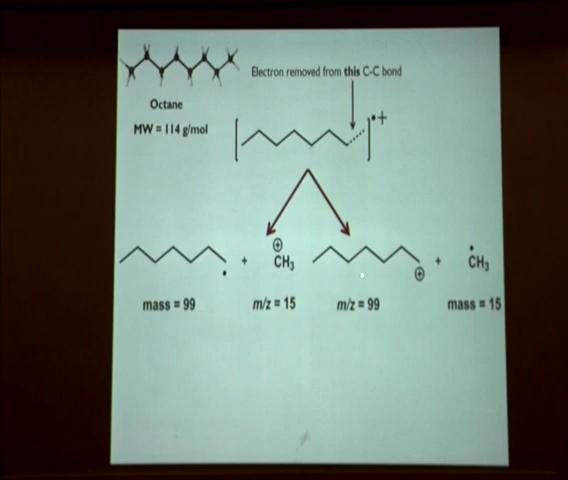 Electron removed from this C-C bond
Octane
MW = 114 g/mol
[ ]•+
+ ⊕
CH3
⊕ + •
CH3
mass = 99 m/z = 15 m/z = 99 mass = 15